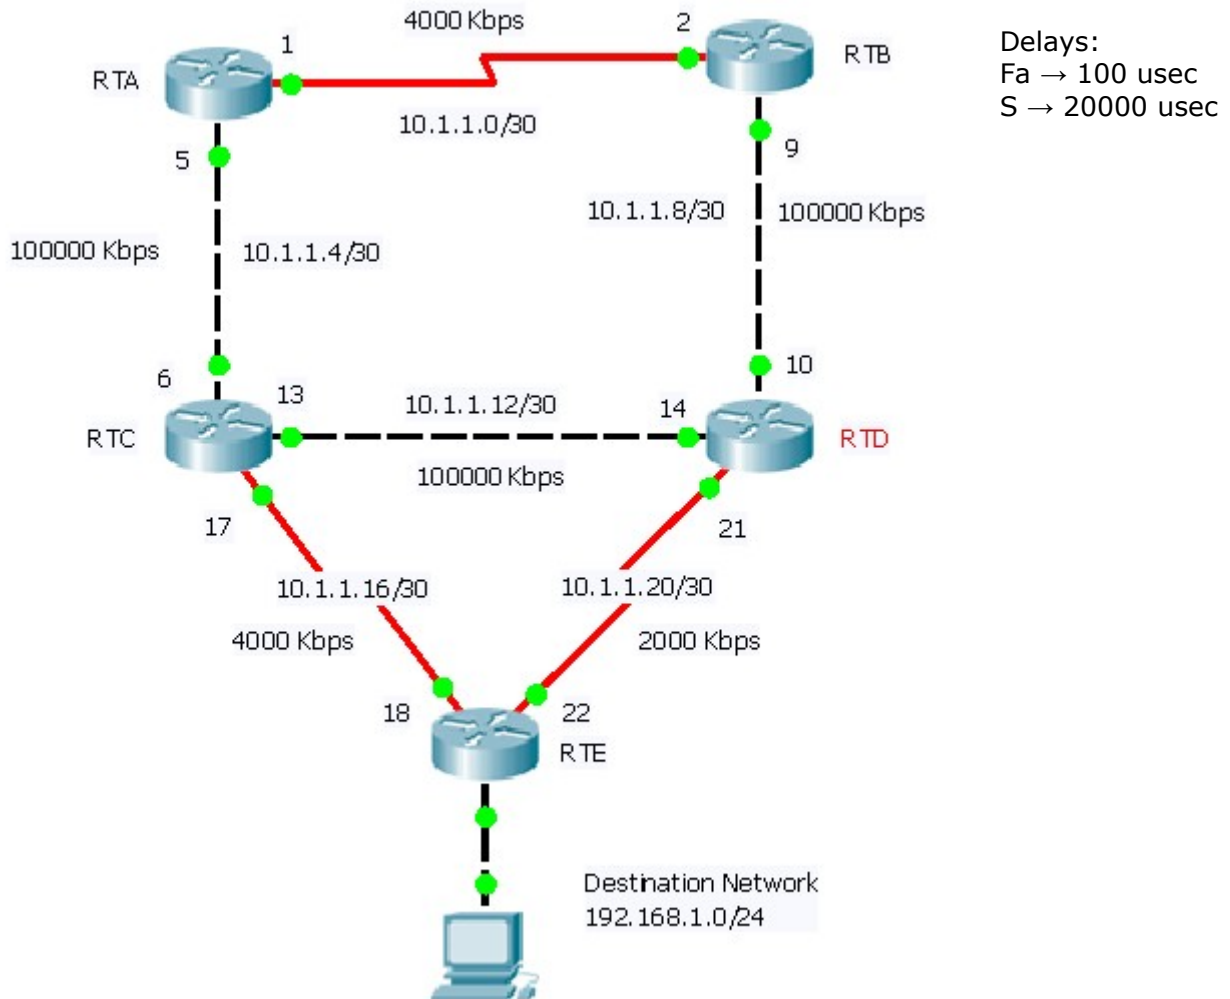 4000 Kbps
1
2
RTA
RTB
Delays:
Fa → 100 usec
S → 20000 usec
10.1.1.0/30
5
9
10.1.1.8/30
100000 Kbps
100000 Kbps
10.1.1.4/30
6
13
10.1.1.12/30
14
10
RTC
RTD
100000 Kbps
17
21
10.1.1.16/30
10.1.1.20/30
4000 Kbps
2000 Kbps
18
22
RTE
Destination Network
192.168.1.0/24